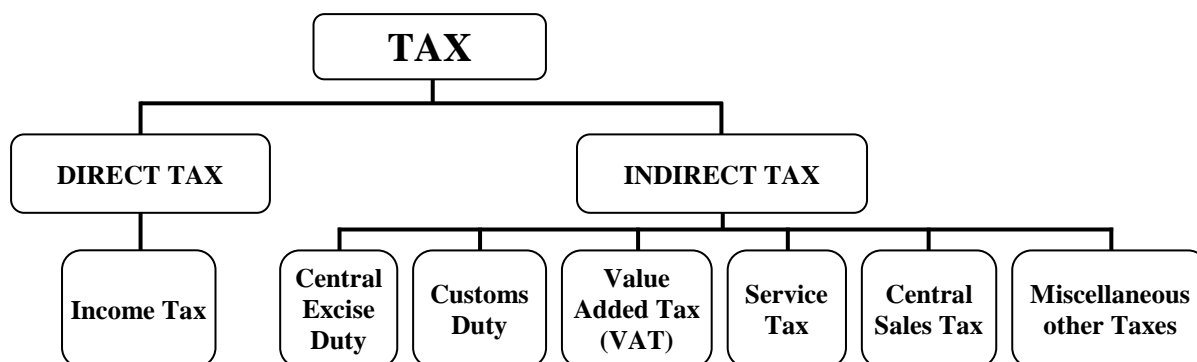 TAX
DIRECT TAX
INDIRECT TAX
Income Tax
Central
Excise
Duty
Customs
Duty
Value
Added Tax
(VAT)
Service
Tax
Central
Sales Tax
Miscellaneous
other Taxes